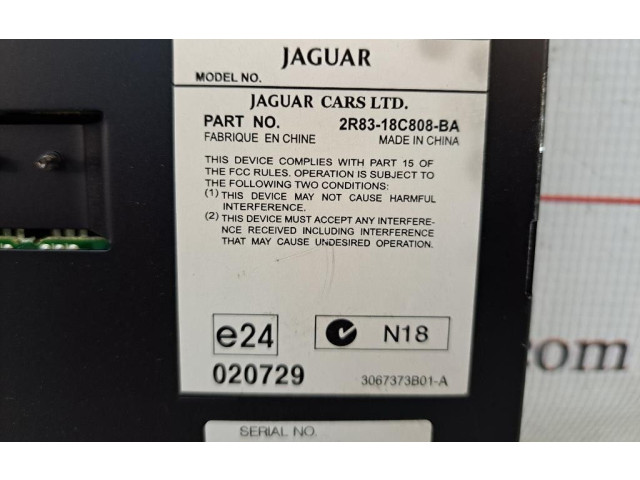 JAGUAR
MODEL NO.
JAGUAR CARS LTD.
PART NO. 2R83-18C808-BA
FABRIQUE EN CHINE MADE IN CHINA
THIS DEVICE COMPLIES WITH PART 15 OF
THE FCC RULES. OPERATION IS SUBJECT TO
THE FOLLOWING TWO CONDITIONS:
(1) THIS DEVICE MAY NOT CAUSE HARMFUL
INTERFERENCE.
(2) THIS DEVICE MUST ACCEPT ANY INTERFERE-
NCE RECEIVED INCLUDING INTERFERENCE
THAT MAY CAUSE UNDESIRED OPERATION.
e24 N18
020729 3067373B01-A
SERIAL NO.
.com